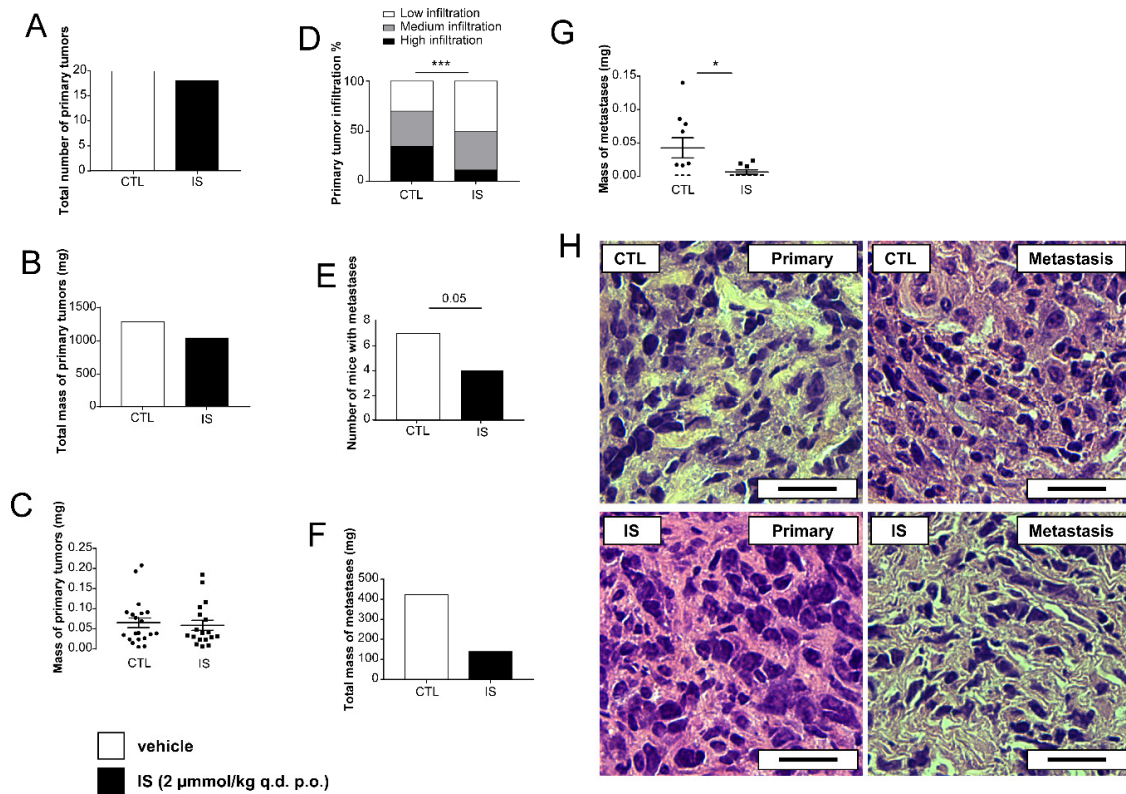 A
Total number of primary tumors
20
15
10
5
0
CTL
IS
B
Total mass of primary tumors (mg)
1500
1000
500
0
CTL
IS
C
Mass of primary tumors (mg)
0.25
0.20
0.15
0.10
0.05
0.00
CTL
IS
vehicle
IS (2 µmmol/kg q.d. p.o.)
D
Low infiltration
Medium infiltration
High infiltration
Primary tumor infiltration %
***
100
50
0
CTL
IS
E
Number of mice with metastases
0.05
8
6
4
2
0
CTL
IS
F
Total mass of metastases (mg)
500
400
300
200
100
0
CTL
IS
G
Mass of metastases (mg)
*
0.15
0.10
0.05
0.00
CTL
IS
H
CTL
Primary
CTL
Metastasis
IS
Primary
IS
Metastasis